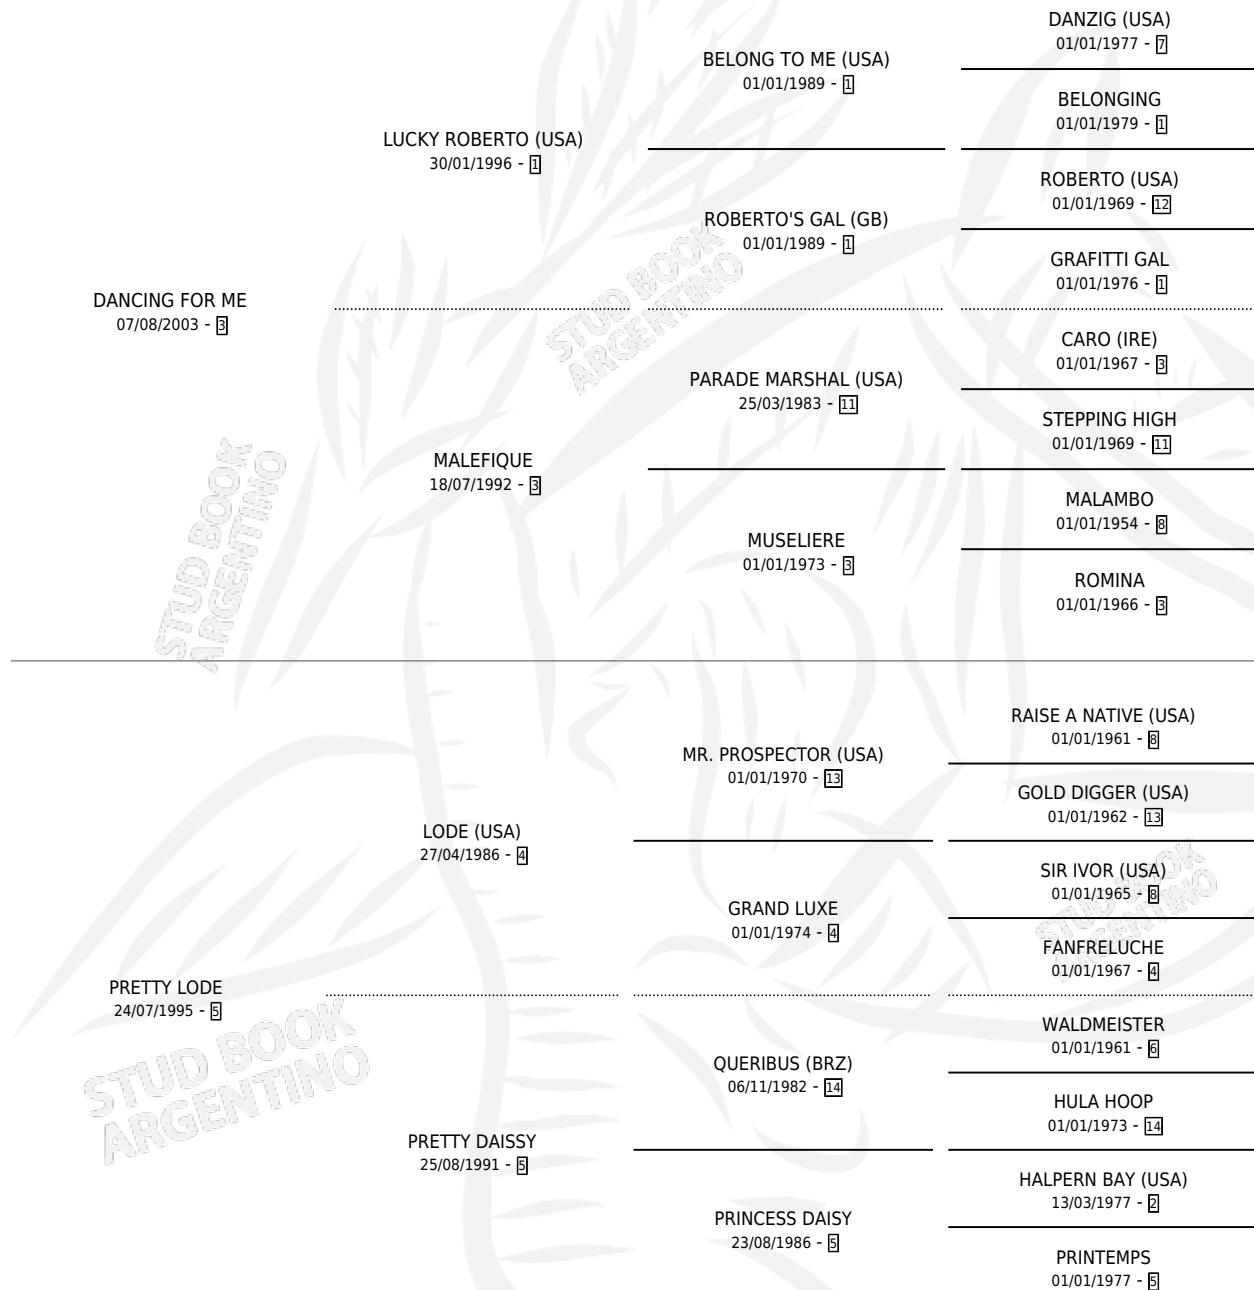 DANZIG (USA)
01/01/1977 - 7
BELONG TO ME (USA)
01/01/1989 - 1
BELONGING
01/01/1979 - 1
LUCKY ROBERTO (USA)
30/01/1996 - 1
ROBERTO (USA)
01/01/1969 - 12
ROBERTO'S GAL (GB)
01/01/1989 - 1
GRAFITTI GAL
01/01/1976 - 1
DANCING FOR ME
07/08/2003 - 3
CARO (IRE)
01/01/1967 - 3
PARADE MARSHAL (USA)
25/03/1983 - 11
STEPPING HIGH
01/01/1969 - 11
MALEFIQUE
18/07/1992 - 3
MALAMBO
01/01/1954 - 8
MUSELIERE
01/01/1973 - 3
ROMINA
01/01/1966 - 3
STUD BOOK
ARGENTINO
STUD BOOK
ARGENTINO
RAISE A NATIVE (USA)
01/01/1961 - 8
MR. PROSPECTOR (USA)
01/01/1970 - 13
GOLD DIGGER (USA)
01/01/1962 - 13
LODE (USA)
27/04/1986 - 4
SIR IVOR (USA)
01/01/1965 - 8
GRAND LUXE
01/01/1974 - 4
FANFRELUCHE
01/01/1967 - 4
PRETTY LODE
24/07/1995 - 5
WALDMEISTER
01/01/1961 - 6
QUERIBUS (BRZ)
06/11/1982 - 14
HULA HOOP
01/01/1973 - 14
PRETTY DAISSY
25/08/1991 - 5
HALPERN BAY (USA)
13/03/1977 - 2
PRINCESS DAISY
23/08/1986 - 5
PRINTEMPS
01/01/1977 - 5
STUD BOOK
ARGENTINO
STUD BOOK
ARGENTINO